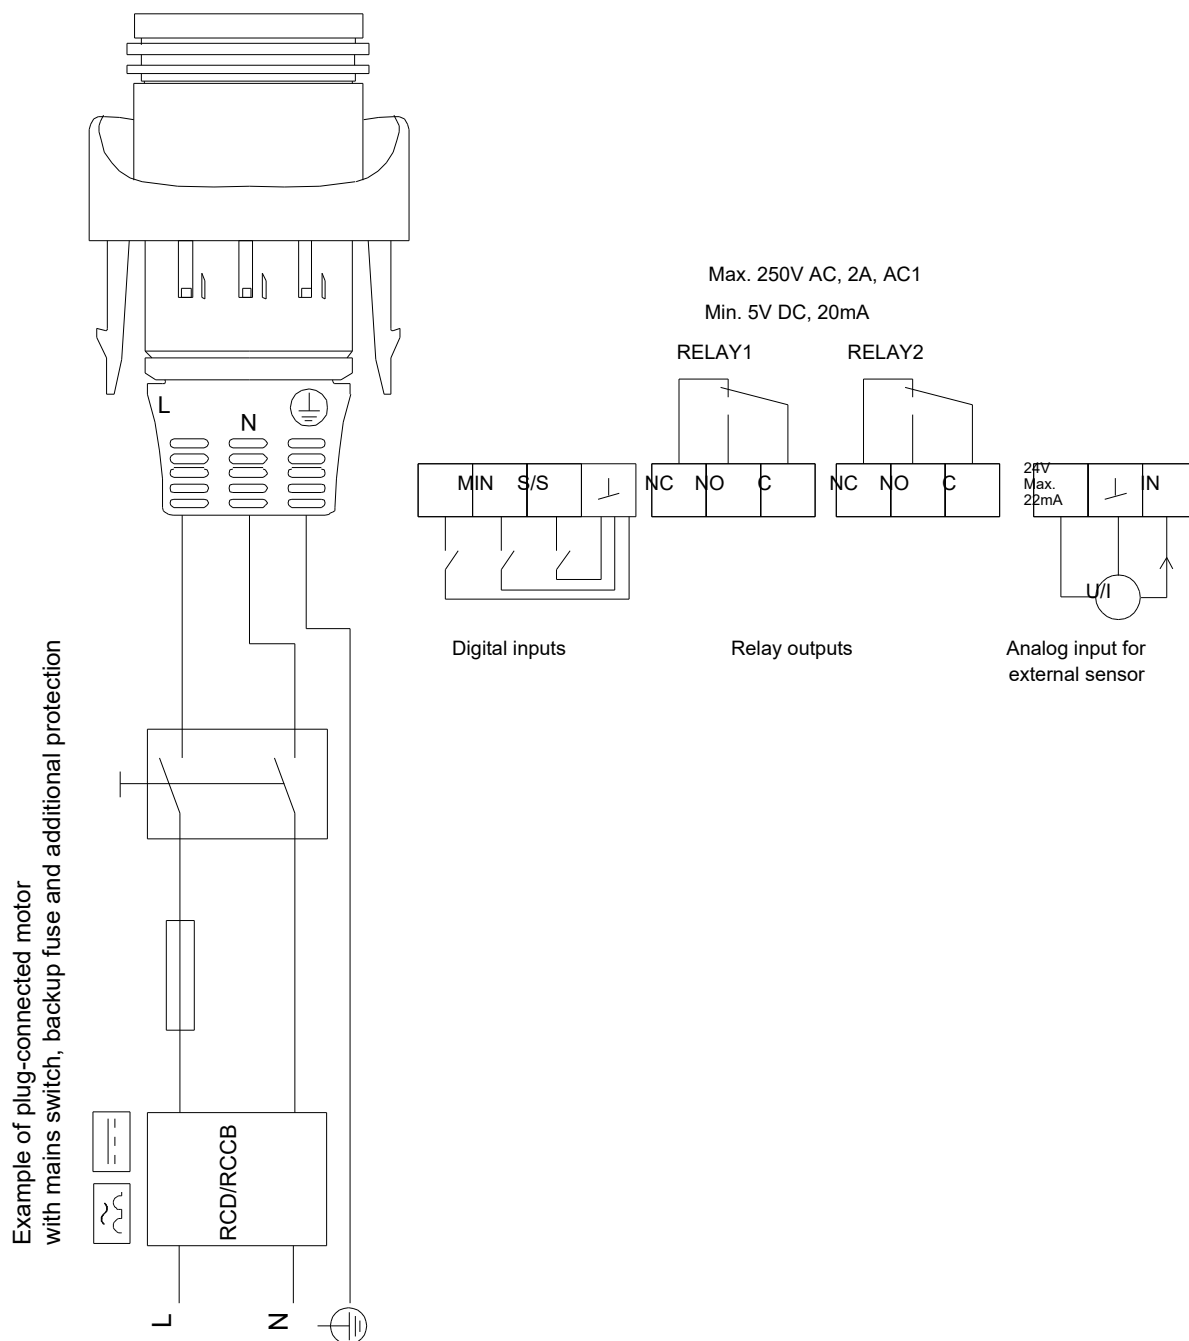 Max. 250V AC, 2A, AC1
Min. 5V DC, 20mA
RELAY1 RELAY2
L
N
MIN S/S NC NO C NC NO C
24V
Max.
22mA
IN
U/I
Digital inputs
Relay outputs
Analog input for
external sensor
Example of plug-connected motor
with mains switch, backup fuse and additional protection
RCD/RCCB
L
N